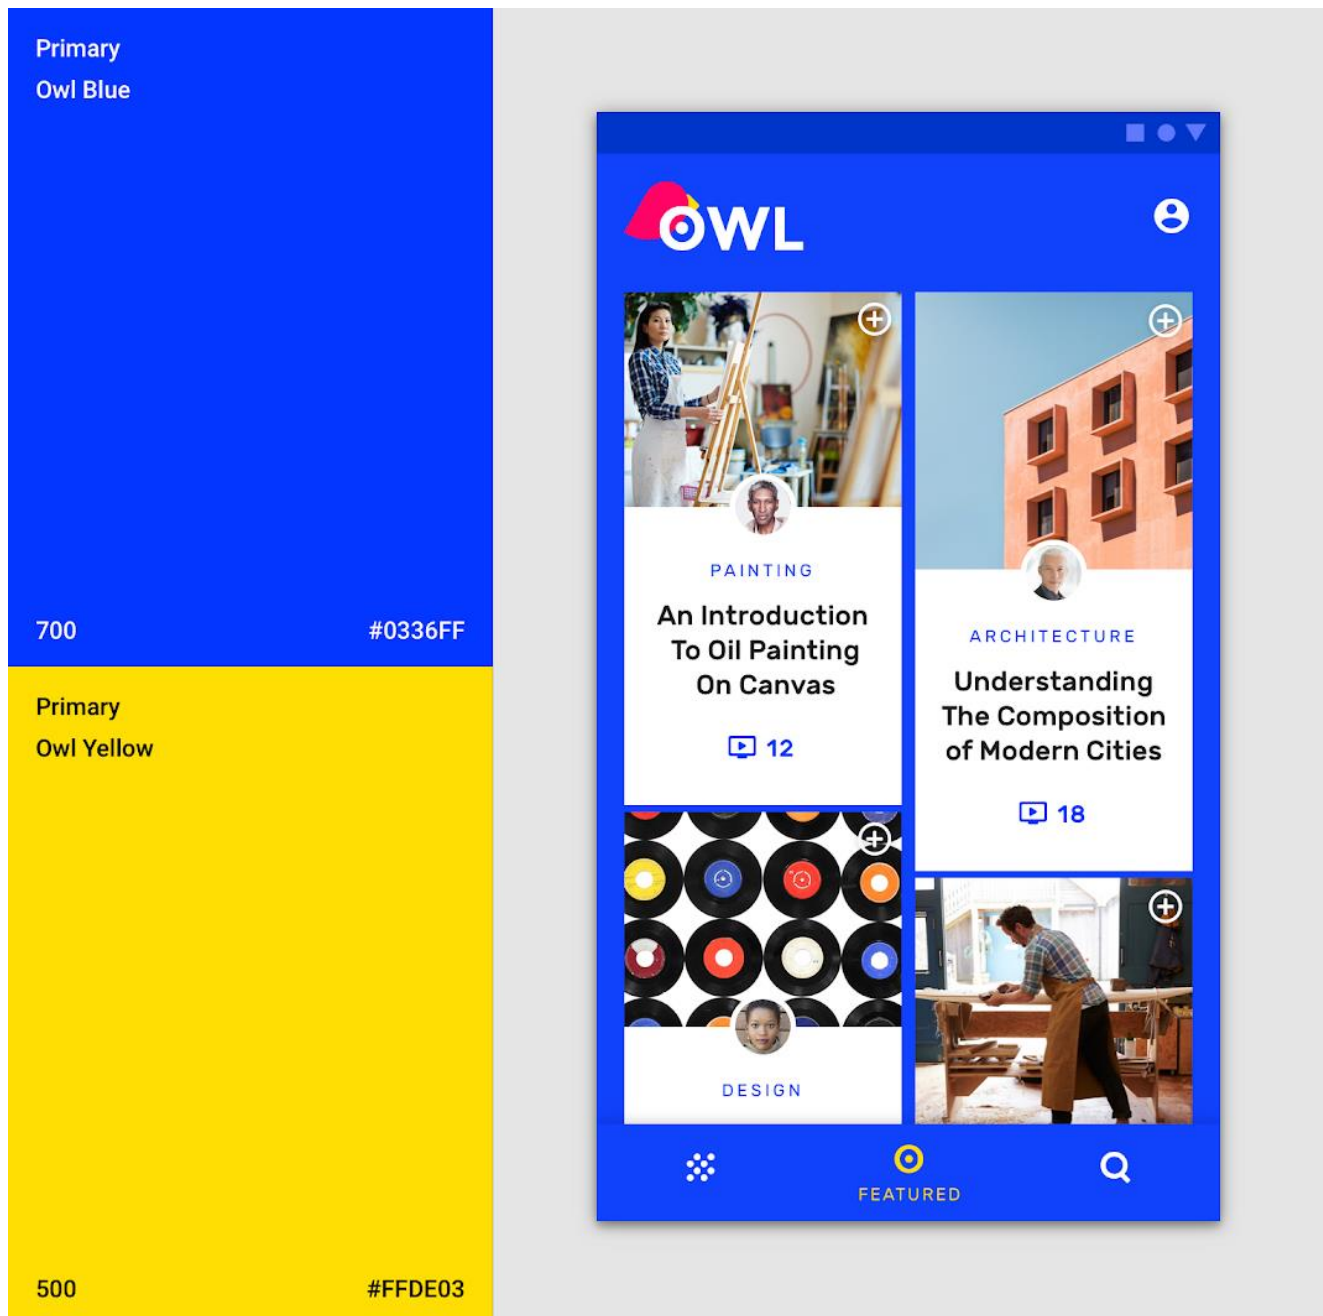 Primary
Owl Blue
700 #0336FF
Primary
Owl Yellow
500 #FFDE03
OWL
PAINTING
An Introduction
To Oil Painting
On Canvas
12
ARCHITECTURE
Understanding
The Composition
of Modern Cities
18
DESIGN
FEATURED